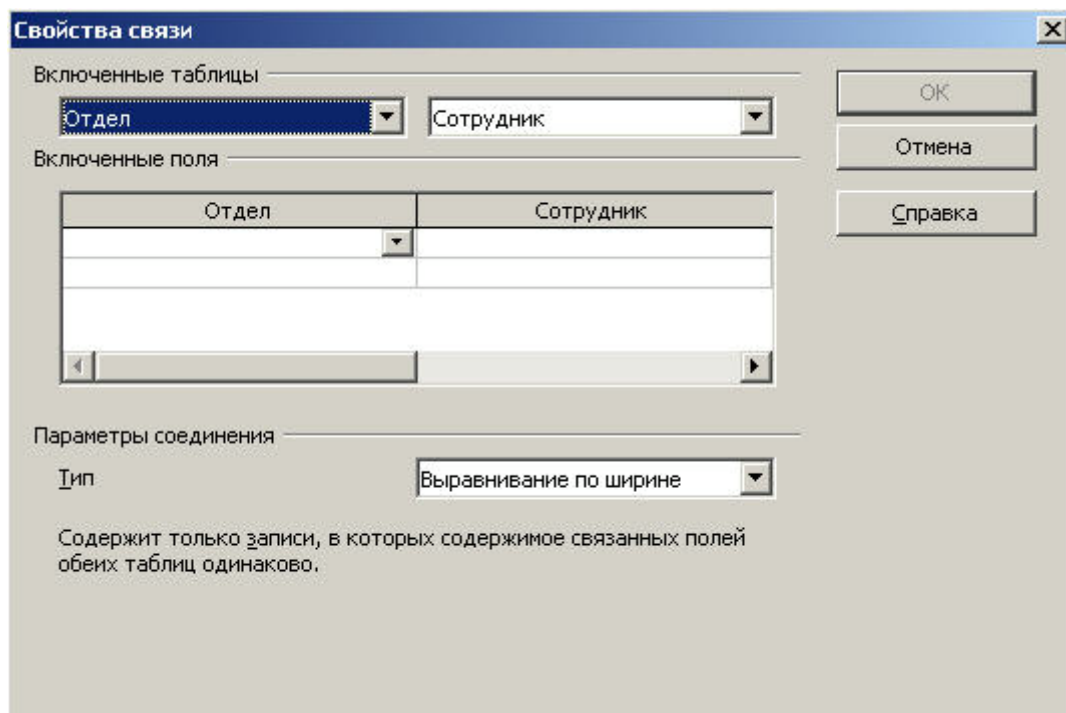 Свойства связи
Включенные таблицы
Отдел
Сотрудник
ОК
Отмена
Справка
Включенные поля
Отдел
Сотрудник
Параметры соединения
Тип
Выравнивание по ширине
Содержит только записи, в которых содержимое связанных полей
обеих таблиц одинаково.